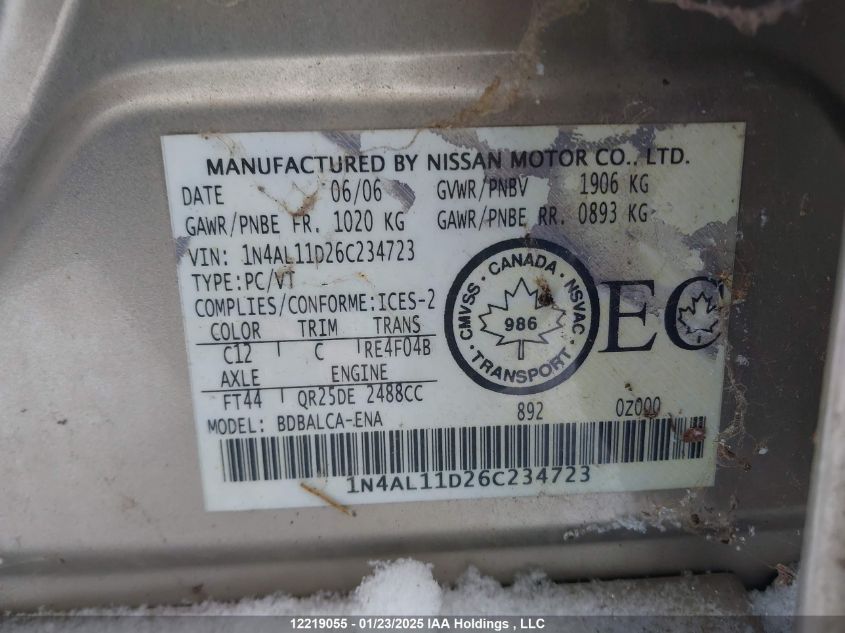 MANUFACTURED BY NISSAN MOTOR CO., LTD.
DATE 06/06 GVWR/PNBV 1906 KG
GAWR/PNBE FR. 1020 KG GAWR/PNBE RR. 0893 KG
VIN: 1N4AL11D26C234723
TYPE:PC/VT
COMPLIES/CONFORME:ICES-2
COLOR TRIM TRANS
C12 C RE4F04B
AXLE ENGINE
FT44 QR25DE 2488CC
MODEL: BDBALCA-ENA
CMVSS · CANADA · NSVAC · TRANSPORT ·
986
EC
892 0Z000
1N4AL11D26C234723
12219055 - 01/23/2025 IAA Holdings , LLC